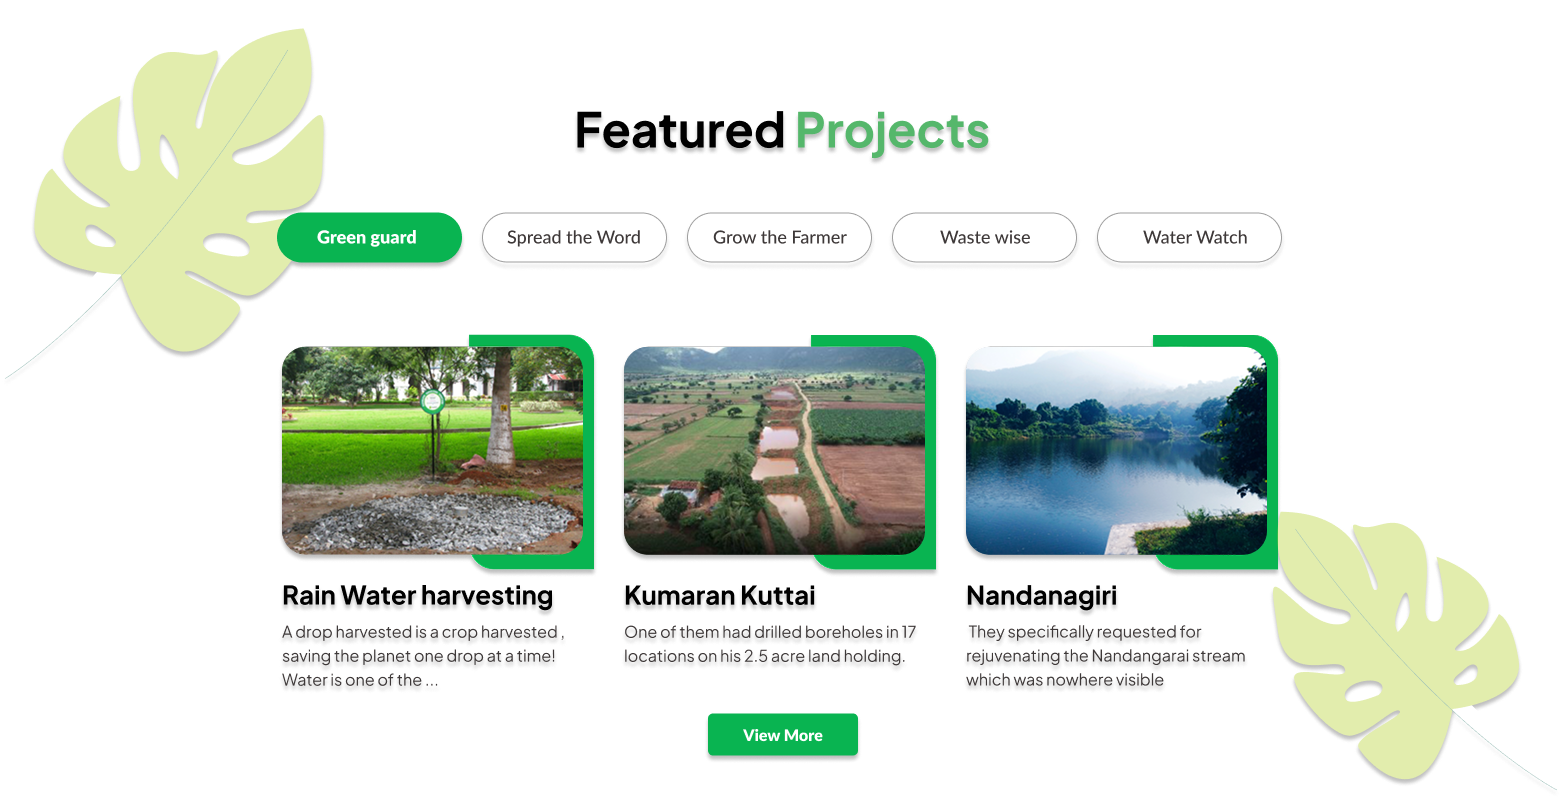 Featured Projects
Green guard
Spread the Word
Grow the Farmer
Waste wise
Water Watch
Rain Water harvesting
A drop harvested is a crop harvested ,
saving the planet one drop at a time!
Water is one of the ...
Kumaran Kuttai
One of them had drilled boreholes in 17
locations on his 2.5 acre land holding.
Nandanagiri
They specifically requested for
rejuvenating the Nandangarai stream
which was nowhere visible
View More